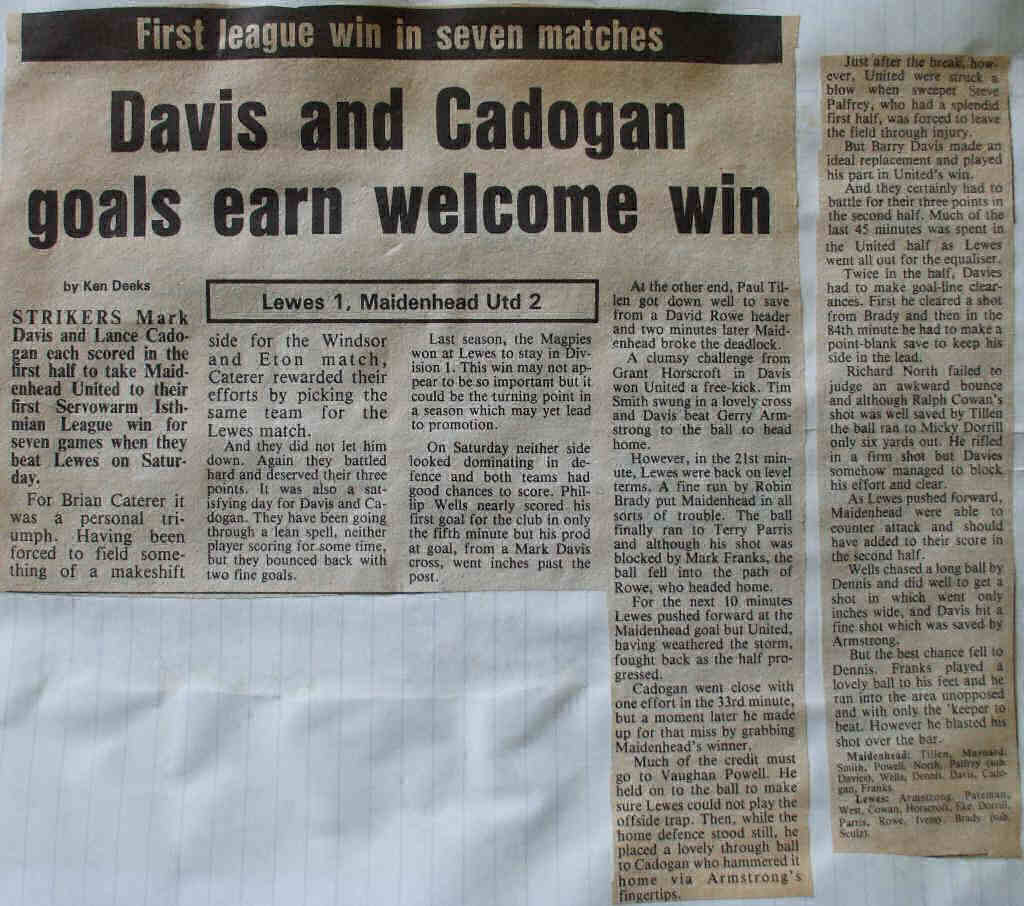 First league win in seven matches
Davis and Cadogan
goals earn welcome win
by Ken Deeks
STRIKERS Mark
Davis and Lance Cado-
gan each scored in the
first half to take Maid-
enhead United to their
first Servowarm Isth-
mian League win for
seven games when they
beat Lewes on Satur-
day.
For Brian Caterer it
was a personal tri-
umph. Having been
forced to field some-
thing of a makeshift
Lewes 1, Maidenhead Utd 2
side for the Windsor
and Eton match,
Caterer rewarded their
efforts by picking the
same team for the
Lewes match.
And they did not let him
down. Again they battled
hard and deserved their three
points. It was also a sat-
isfying day for Davis and Ca-
dogan. They have been going
through a lean spell, neither
player scoring for some time,
but they bounced back with
two fine goals.
Last season, the Magpies
won at Lewes to stay in Div-
ision 1. This win may not ap-
pear to be so important but it
could be the turning point in
a season which may yet lead
to promotion.
On Saturday neither side
looked dominating in de-
fence and both teams had
good chances to score. Phil-
lip Wells nearly scored his
first goal for the club in only
the fifth minute but his prod
at goal, from a Mark Davis
cross, went inches past the
post.
At the other end, Paul Til-
len got down well to save
from a David Rowe header
and two minutes later Maid-
enhead broke the deadlock.
A clumsy challenge from
Grant Horscroft in Davis
won United a free-kick. Tim
Smith swung in a lovely cross
and Davis beat Gerry Arm-
strong to the ball to head
home.
However, in the 21st min-
ute, Lewes were back on level
terms. A fine run by Robin
Brady put Maidenhead in all
sorts of trouble. The ball
finally ran to Terry Parris
and although his shot was
blocked by Mark Franks, the
ball fell into the path of
Rowe, who headed home.
For the next 10 minutes
Lewes pushed forward at the
Maidenhead goal but United,
having weathered the storm,
fought back as the half pro-
gressed.
Cadogan went close with
one effort in the 33rd minute,
but a moment later he made
up for that miss by grabbing
Maidenhead's winner.
Much of the credit must
go to Vaughan Powell. He
held on to the ball to make
sure Lewes could not play the
offside trap. Then, while the
home defence stood still, he
placed a lovely through ball
to Cadogan who hammered it
home via Armstrong's
fingertips.
Just after the break, how-
ever, United were struck a
blow when sweeper Steve
Palfrey, who had a splendid
first half, was forced to leave
the field through injury.
But Barry Davis made an
ideal replacement and played
his part in United's win.
And they certainly had to
battle for their three points in
the second half. Much of the
last 45 minutes was spent in
the United half as Lewes
went all out for the equaliser.
Twice in the half, Davies
had to make goal-line clear-
ances. First he cleared a shot
from Brady and then in the
84th minute he had to make a
point-blank save to keep his
side in the lead.
Richard North failed to
judge an awkward bounce
and although Ralph Cowan's
shot was well saved by Tillen
the ball ran to Micky Dorrill
only six yards out. He rifled
in a firm shot but Davies
somehow managed to block
his effort and clear.
As Lewes pushed forward,
Maidenhead were able to
counter attack and should
have added to their score in
the second half.
Wells chased a long ball by
Dennis and did well to get a
shot in which went only
inches wide, and Davis hit a
fine shot which was saved by
Armstrong.
But the best chance fell to
Dennis. Franks played a
lovely ball to his feet and he
ran into the area unopposed
and with only the 'keeper to
beat. However he blasted his
shot over the bar.
Maidenhead: Tillen, Maynard,
Smith, Powell, North, Palfrey (sub
Davies), Wells, Dennis, Davis, Cado-
gan, Franks.
Lewes: Armstrong, Pateman,
West, Cowan, Horscroft, Dorrill,
Parris, Rowe, Brady (sub,